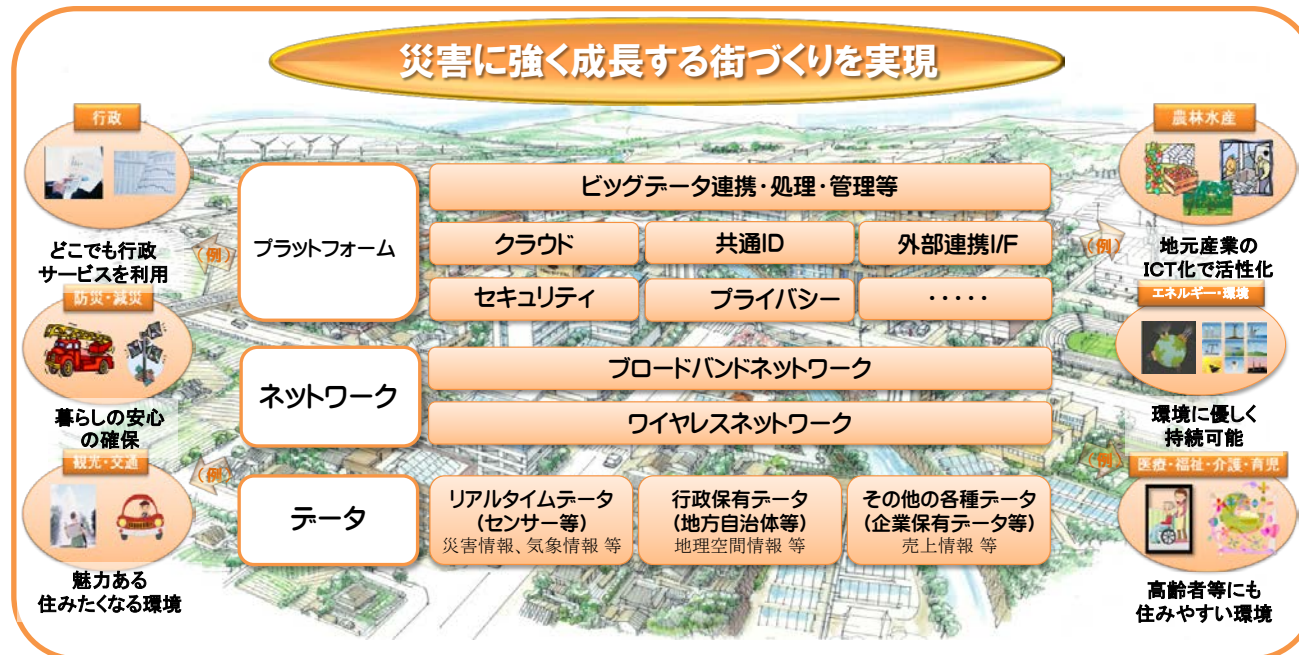 災害に強く成長する街づくりを実現
行政
どこでも行政
サービスを利用
防災・減災
暮らしの安心
の確保
観光・交通
魅力ある
住みたくなる環境
(例)
(例)
プラットフォーム
ビッグデータ連携・処理・管理等
クラウド
共通ID
外部連携I/F
セキュリティ
プライバシー
・・・・・
ネットワーク
ブロードバンドネットワーク
ワイヤレスネットワーク
データ
リアルタイムデータ
(センサー等)
災害情報、気象情報 等
行政保有データ
(地方自治体等)
地理空間情報 等
その他の各種データ
(企業保有データ等)
売上情報 等
(例)
(例)
農林水産
地元産業の
ICT化で活性化
エネルギー・環境
環境に優しく
持続可能
医療・福祉・介護・育児
高齢者等にも
住みやすい環境